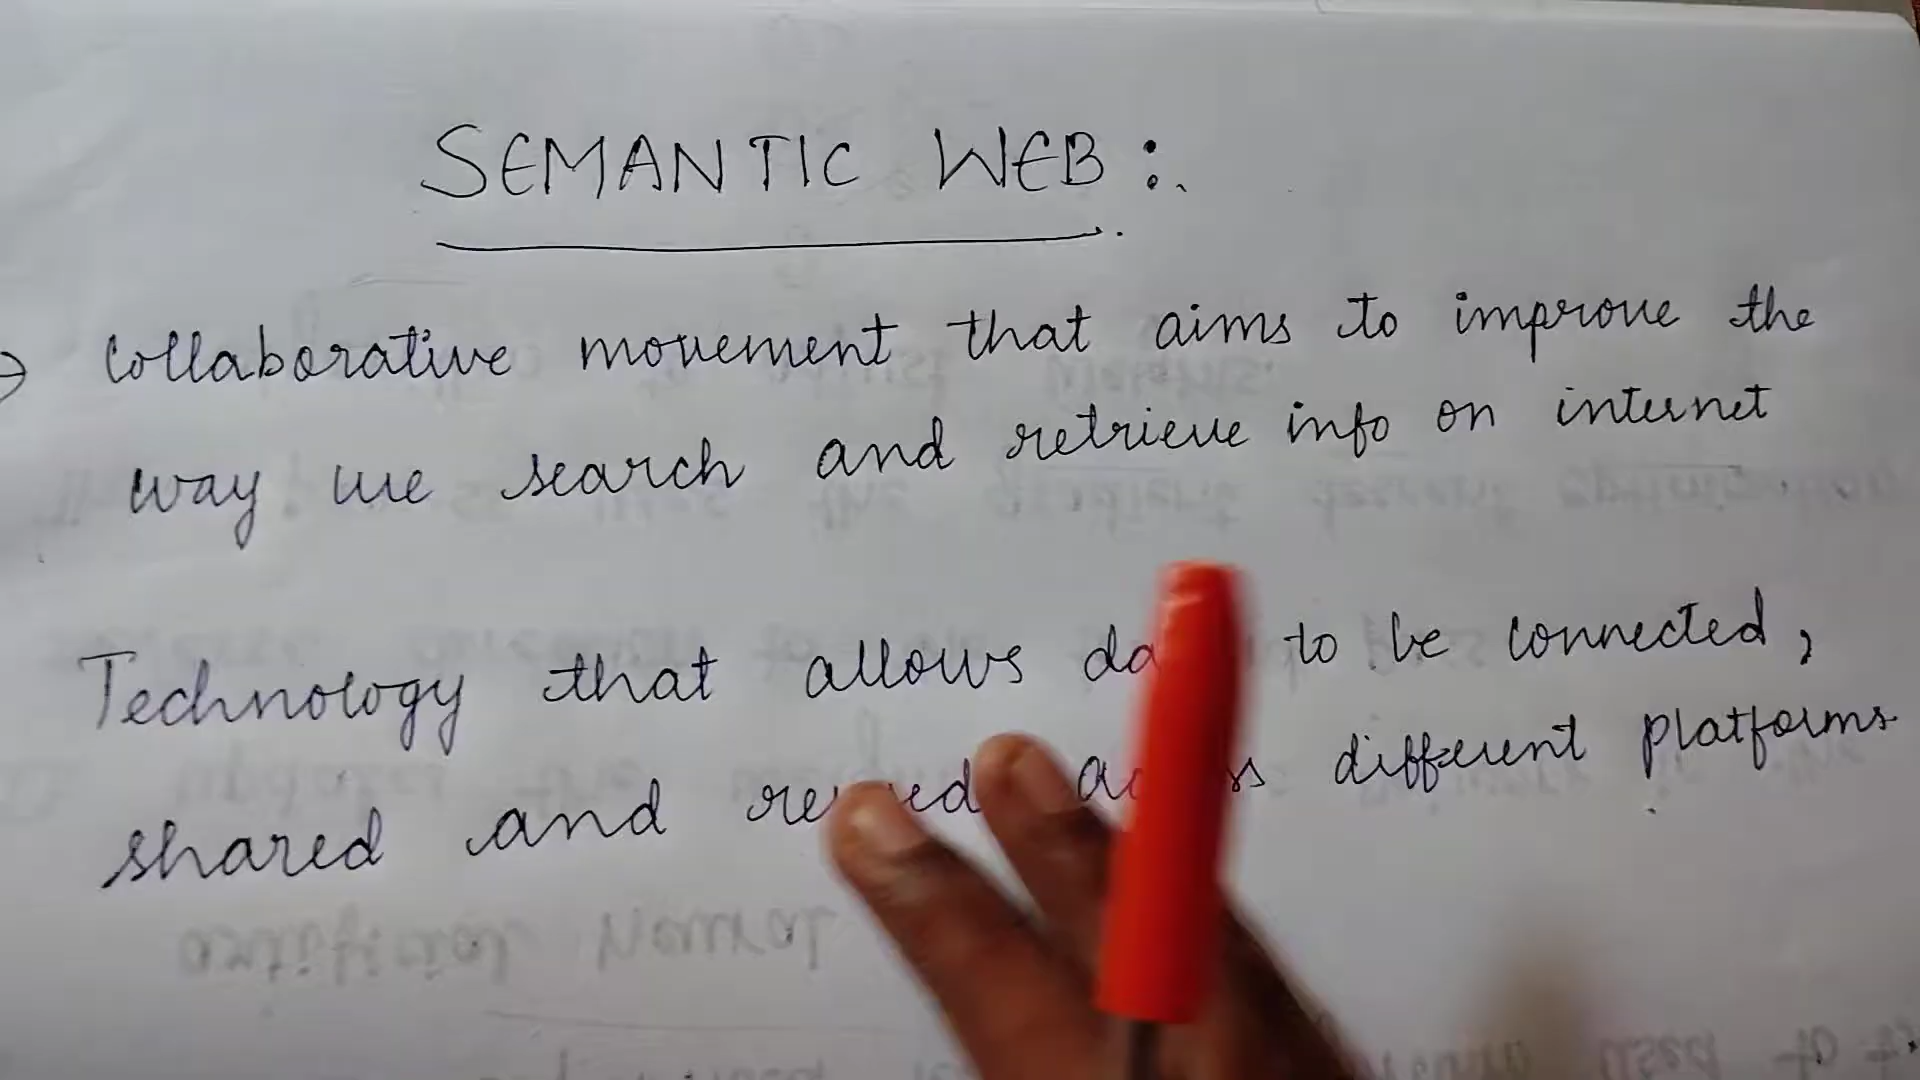 SEMANTIC WEB :
→ Collaborative movement that aims to improve the
way we search and retrieve info on internet
Technology that allows to be connected,
shared and different platforms